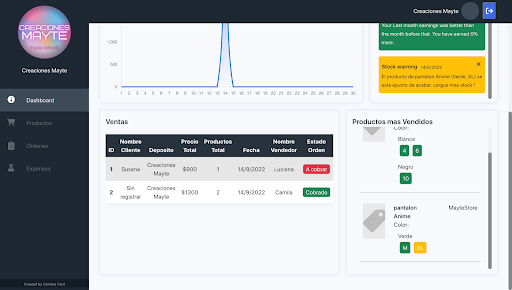 CREACIONES
MAYTE
Creaciones Mayte
Dashboard
Productos
Ordenes
Expenses
Created by Compra Facil
Creaciones Mayte
1,000
500
0
1 2 3 4 5 6 7 8 9 10 11 12 13 14 15 16 17 18 19 20 21 22 23 24 25 26 27 28 29 30
Your Last month earnings was better then
the month before that. You have earned 0%
more .
Stock warning 14/9/2022 ×
El producto de pantalon Anime (Verde, XL) se
esta apunto de acabar, cargue mas stock !
Ventas
ID Nombre Cliente Deposito Precio Total Productos Total Fecha Nombre Vendedor Estado Orden
1 Susana Creaciones Mayte $900 1 14/9/2022 Luciana A cobrar
2 Sin registrar Creaciones Mayte $1300 2 14/9/2022 Camila Cobrado
Productos mas Vendidos
Color:
Blanco
4 6
Negro
10
pantalon MayteStore
Anime
Color:
Verde
M XL